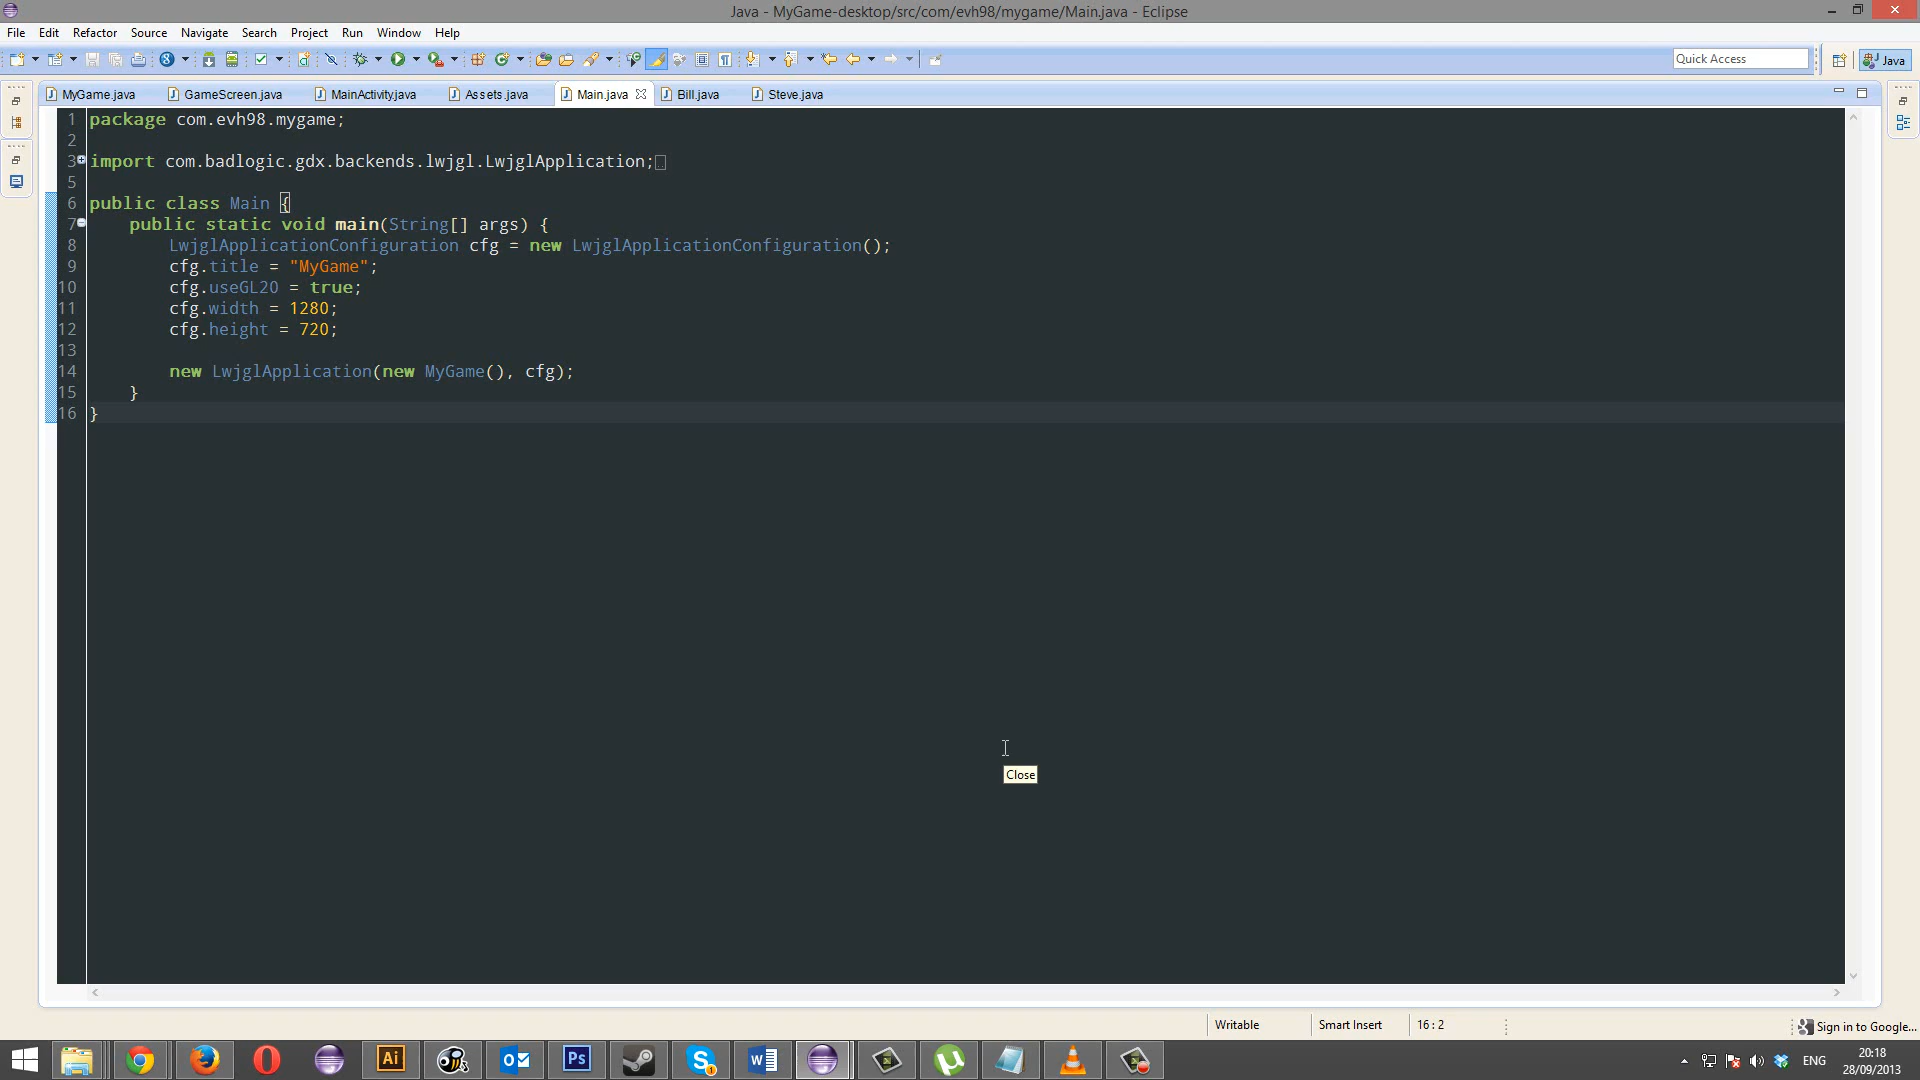 Java - MyGame-desktop/src/com/evh98/mygame/Main.java - Eclipse
File Edit Refactor Source Navigate Search Project Run Window Help
Quick Access
Java
MyGame.java GameScreen.java MainActivity.java Assets.java Main.java Bill.java Steve.java
1 package com.evh98.mygame;
2
3 import com.badlogic.gdx.backends.lwjgl.LwjglApplication;
5
6 public class Main {
7 public static void main(String[] args) {
8 LwjglApplicationConfiguration cfg = new LwjglApplicationConfiguration();
9 cfg.title = "MyGame";
10 cfg.useGL20 = true;
11 cfg.width = 1280;
12 cfg.height = 720;
13
14 new LwjglApplication(new MyGame(), cfg);
15 }
16 }
Close
Writable Smart Insert 16 : 2
Sign in to Google...
Ai
Ps
ENG
20:18
28/09/2013